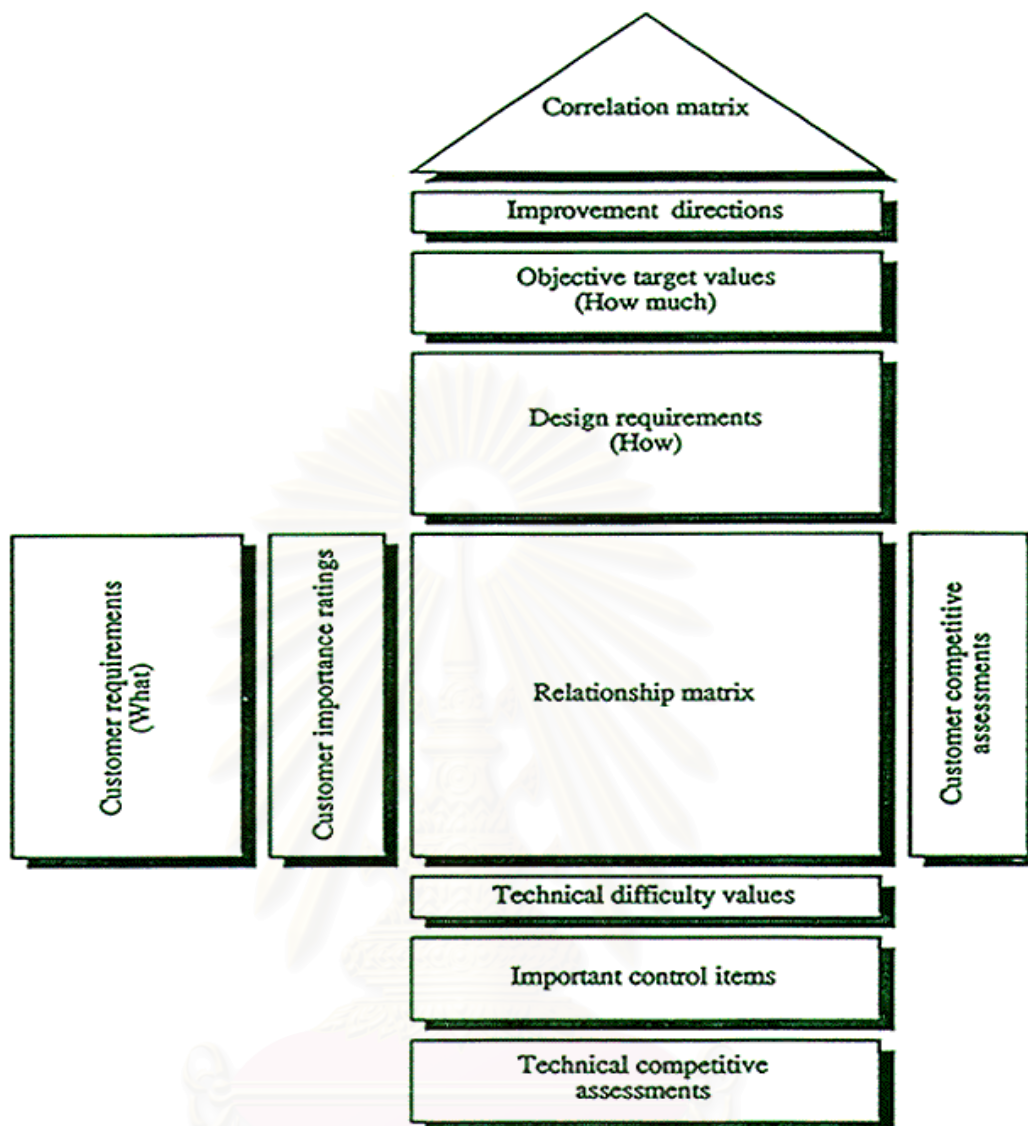 Correlation matrix
Improvement directions
Objective target values
(How much)
Design requirements
(How)
Customer requirements
(What)
Customer importance ratings
Relationship matrix
Customer competitive
assessments
Technical difficulty values
Important control items
Technical competitive
assessments